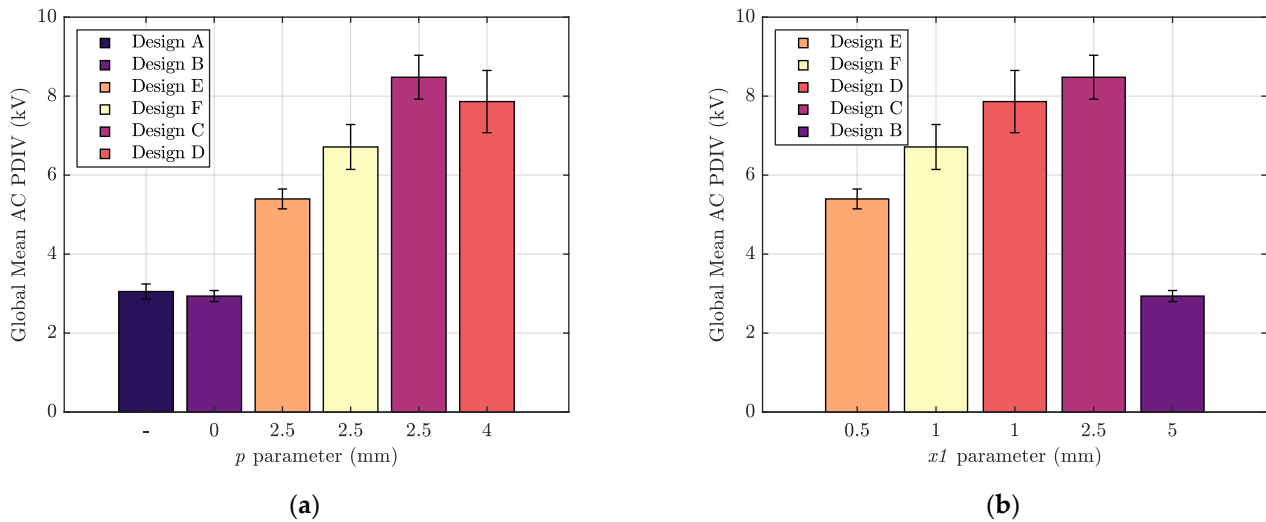 Global Mean AC PDIV (kV)
10
8
6
4
2
0
Design A
Design B
Design E
Design F
Design C
Design D
- 0 2.5 2.5 2.5 4
p parameter (mm)
(a)
Global Mean AC PDIV (kV)
10
8
6
4
2
0
Design E
Design F
Design D
Design C
Design B
0.5 1 1 2.5 5
x1 parameter (mm)
(b)